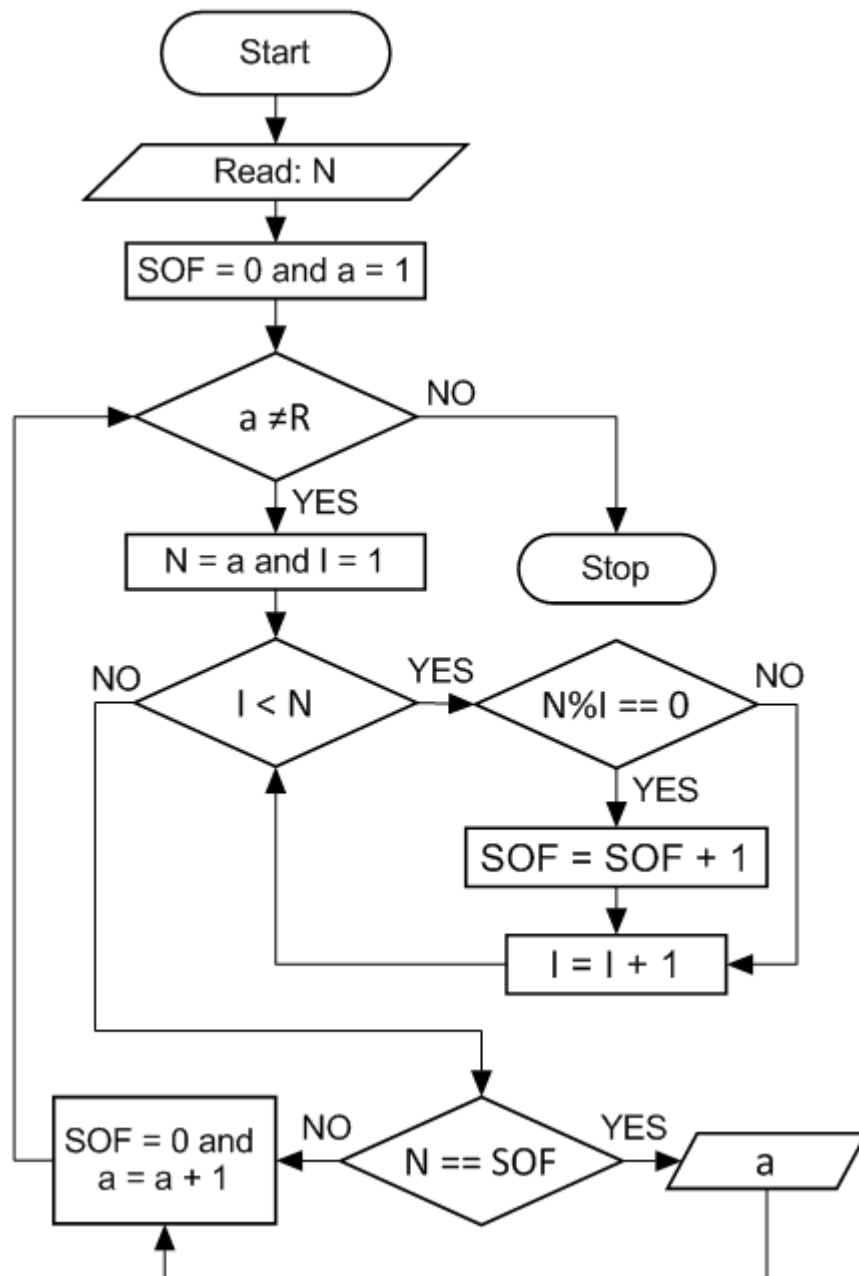 Start
Read: N
SOF = 0 and a = 1
a ≠R
NO
YES
N = a and I = 1
Stop
NO
I < N
YES
N%I == 0
NO
YES
SOF = SOF + 1
I = I + 1
SOF = 0 and
a = a + 1
NO
N == SOF
YES
a